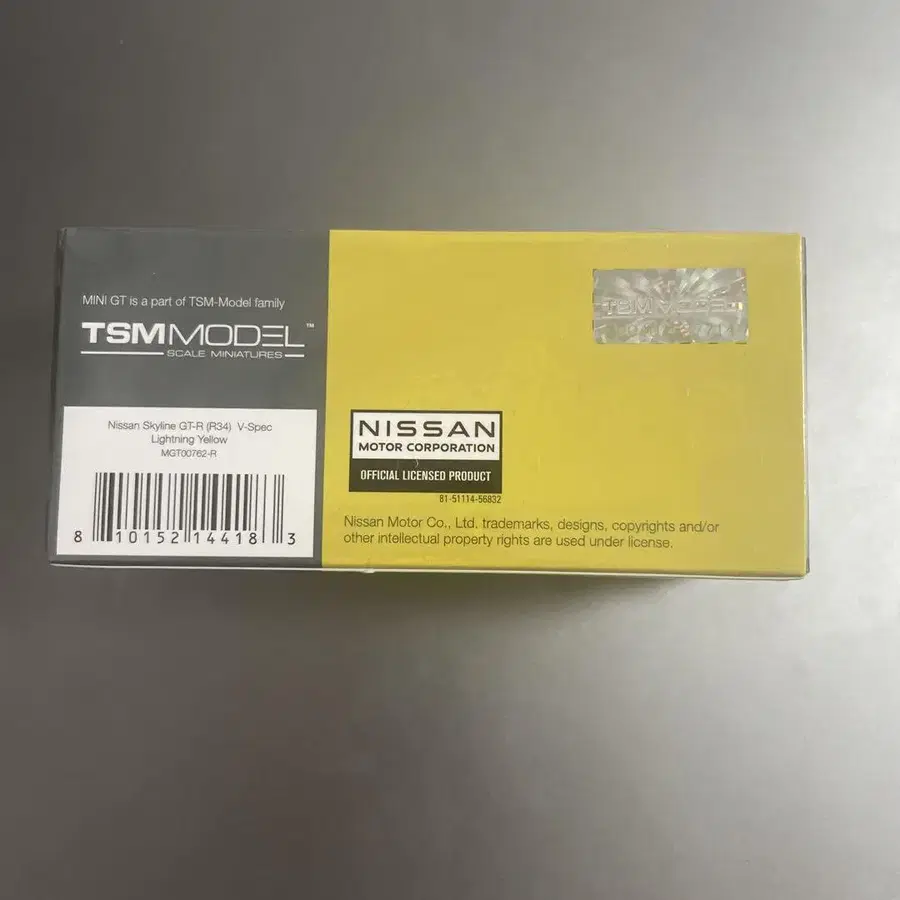 MINI GT is a part of TSM-Model family
TSMMODEL™
SCALE MINIATURES
Nissan Skyline GT-R (R34) V-Spec
Lightning Yellow
MGT00762-R
8 10152 14418 3
TSMMODEL
NISSAN
MOTOR CORPORATION
OFFICIAL LICENSED PRODUCT
81-51114-56832
Nissan Motor Co., Ltd. trademarks, designs, copyrights and/or
other intellectual property rights are used under license.